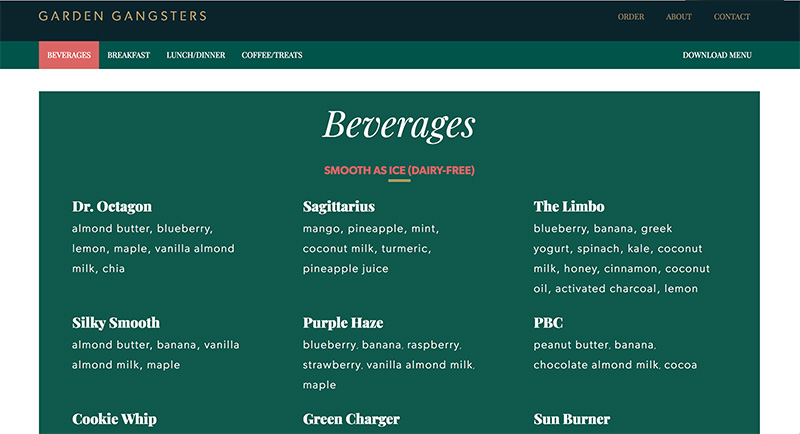 GARDEN GANGSTERS
ORDER ABOUT CONTACT
BEVERAGES BREAKFAST LUNCH/DINNER COFFEE/TREATS DOWNLOAD MENU
Beverages
SMOOTH AS ICE (DAIRY-FREE)
Dr. Octagon
almond butter, blueberry,
lemon, maple, vanilla almond
milk, chia
Sagittarius
mango, pineapple, mint,
coconut milk, turmeric,
pineapple juice
The Limbo
blueberry, banana, greek
yogurt, spinach, kale, coconut
milk, honey, cinnamon, coconut
oil, activated charcoal, lemon
Silky Smooth
almond butter, banana, vanilla
almond milk, maple
Purple Haze
blueberry, banana, raspberry,
strawberry, vanilla almond milk,
maple
PBC
peanut butter, banana,
chocolate almond milk, cocoa
Cookie Whip
Green Charger
Sun Burner